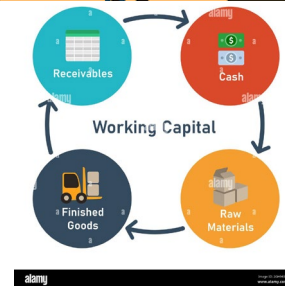 Receivables
Cash
Working Capital
Finished
Goods
Raw
Materials
alamy